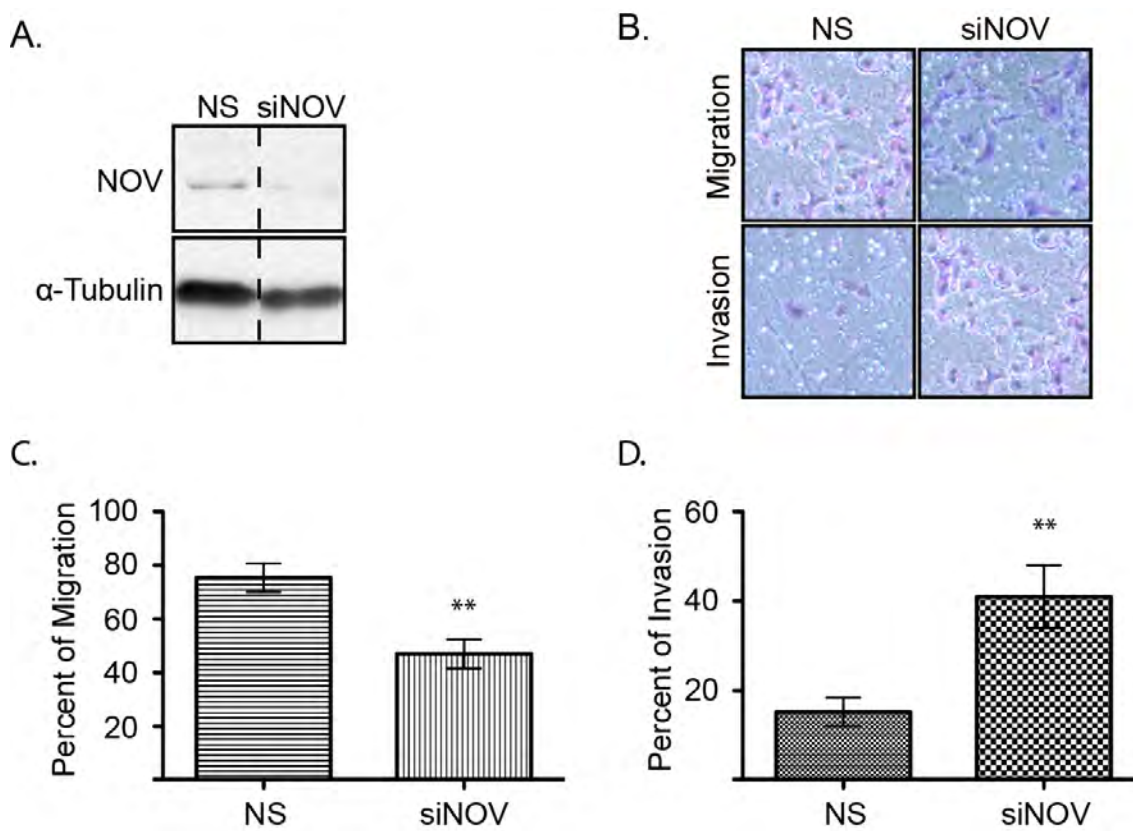 A.
NS siNOV
NOV
α-Tubulin
B.
NS siNOV
Migration
Invasion
C.
Percent of Migration
100
80
60
40
20
**
NS siNOV
D.
Percent of Invasion
60
40
20
**
NS siNOV